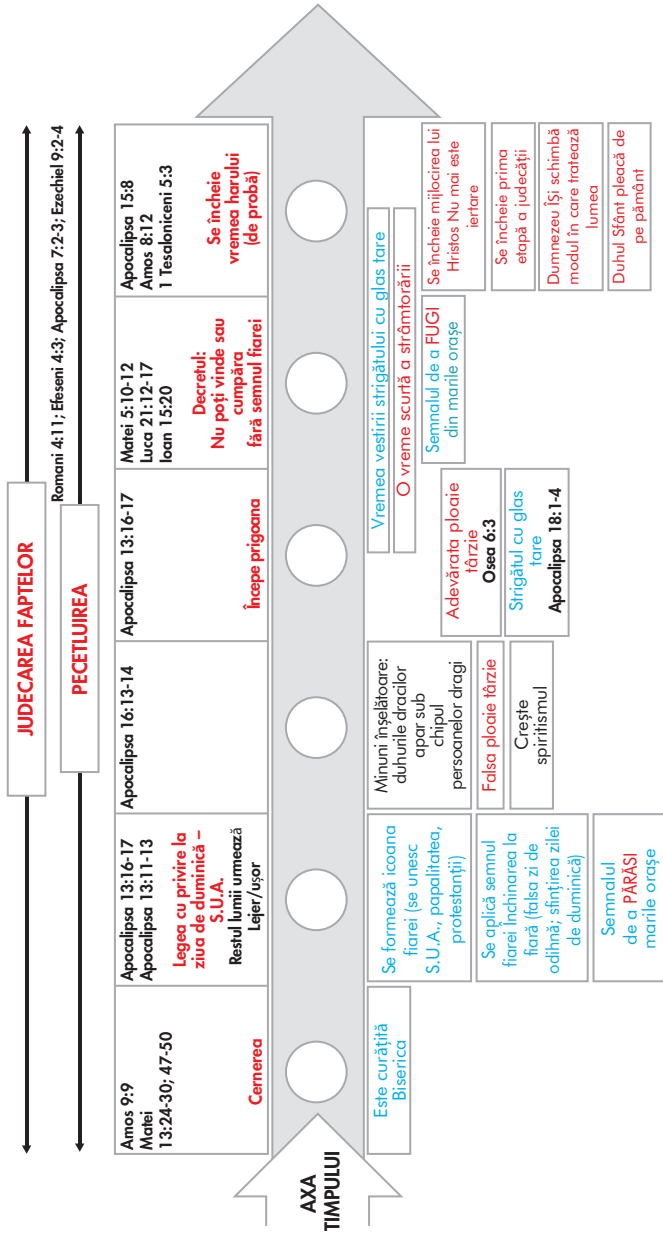 JUDECAREA FAPTELOR
Romani 4:11; Efeseni 4:3; Apocalipsa 7:2-3; Ezechiel 9:2-4
PECETLUIREA
Amos 9:9
Matei
13:24-30; 47-50
Cernerea
Apocalipsa 13:16-17
Apocalipsa 13:11-13
Legea cu privire la
ziua de duminică –
S.U.A.
Restul lumii urmează
Lejer/ușor
Apocalipsa 16:13-14
Apocalipsa 13:16-17
Începe prigoana
Matei 5:10-12
Luca 21:12-17
Ioan 15:20
Decretul:
Nu poți vinde sau
cumpăra
fără semnul fiarei
Apocalipsa 15:8
Amos 8:12
1 Tesaloniceni 5:3
Se încheie
vremea harului
(de probă)
AXA
TIMPULUI
Este curățită
Biserica
Se formează icoana
fiarei (se unesc
S.U.A., papalitatea,
protestanții)
Se aplică semnul
fiarei Închinarea la
fiară (falsa zi de
odihnă; sfințirea zilei
de duminică)
Semnalul
de a PĂRĂSI
marile orașe
Minuni înșelătoare:
duhurile dracilor
apar sub
chipul
persoanelor dragi
Falsa ploaie târzie
Crește
spiritismul
Vremea vestirii strigătului cu glas tare
O vreme scurtă a strâmtorării
Adevărata ploaie
târzie
Osea 6:3
Strigătul cu glas
tare
Apocalipsa 18:1-4
Semnalul de a FUGI
din marile orașe
Se încheie mijlocirea lui
Hristos Nu mai este
iertare
Se încheie prima
etapă a judecății
Dumnezeu ÎȘi schimbă
modul în care tratează
lumea
Duhul Sfânt pleacă de
pe pământ